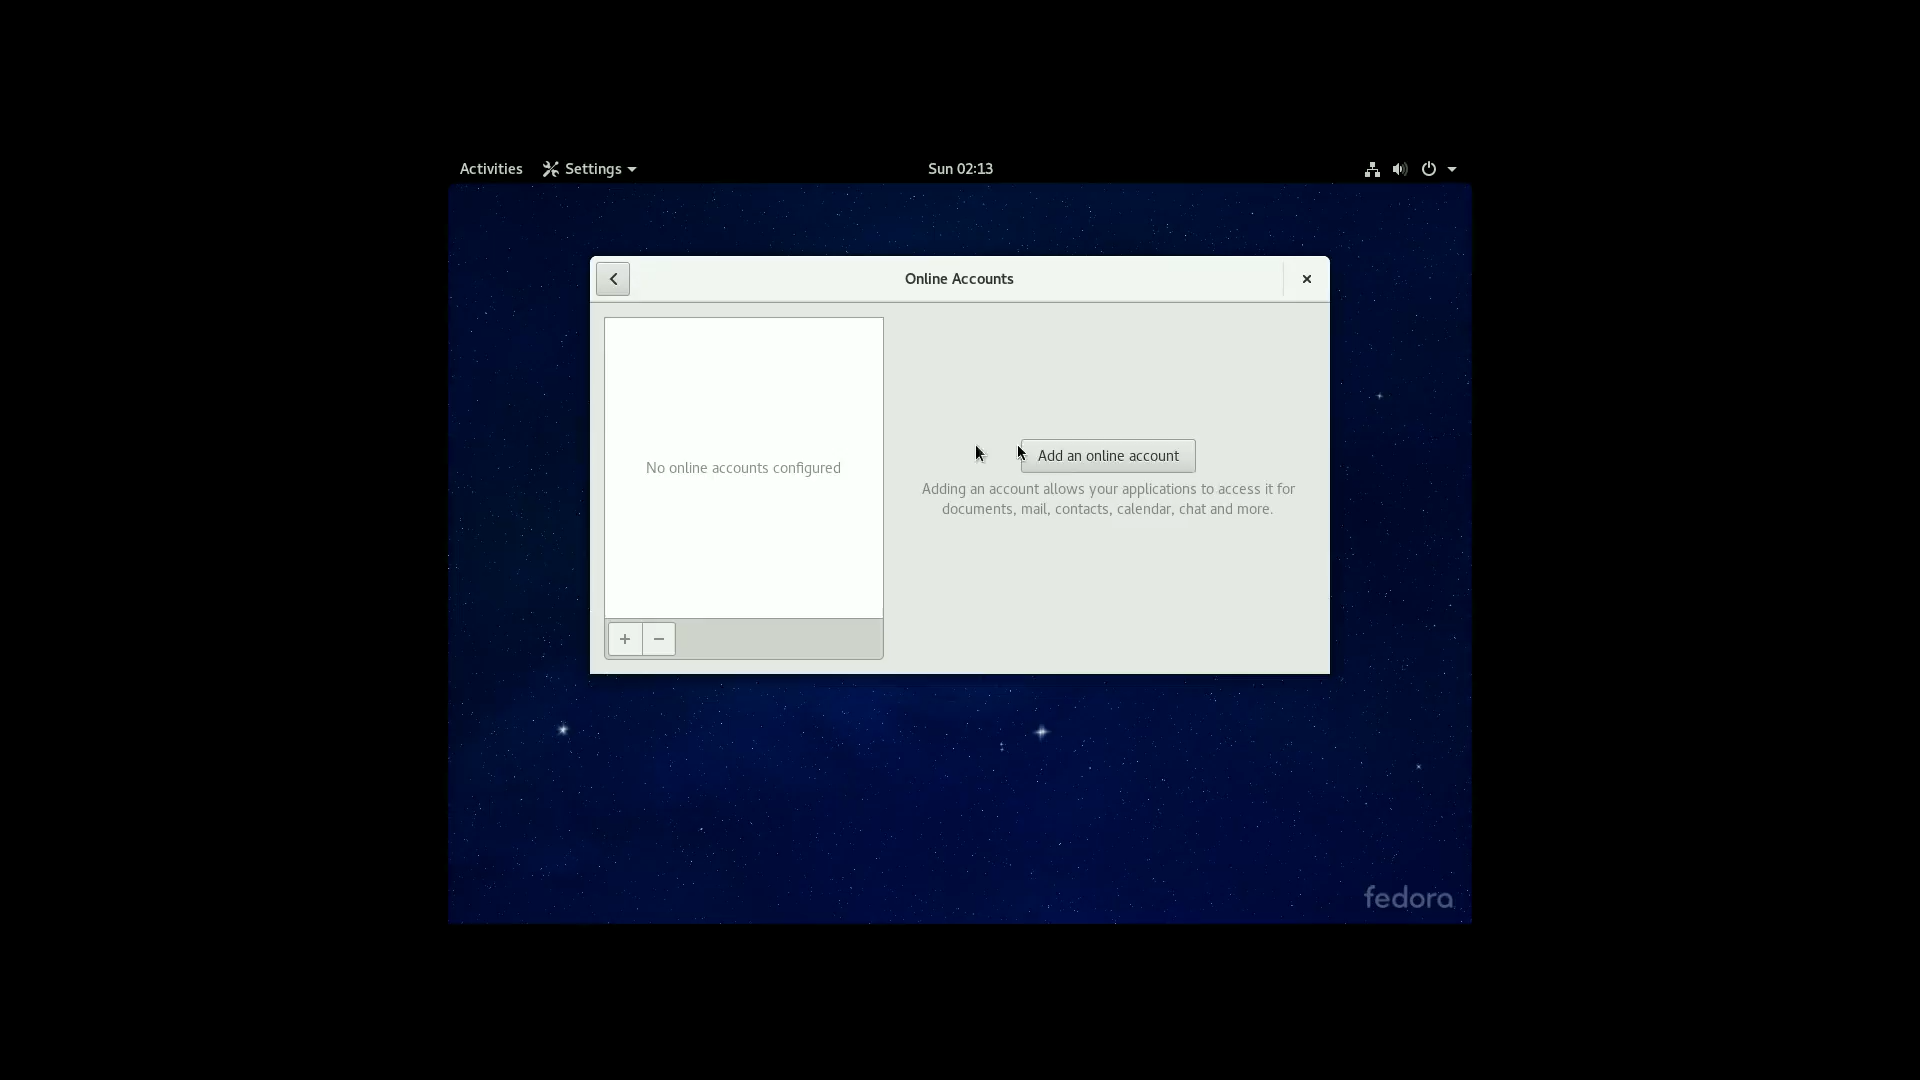 Activities Settings Sun 02:13
Online Accounts
No online accounts configured
Add an online account
Adding an account allows your applications to access it for
documents, mail, contacts, calendar, chat and more.
fedora